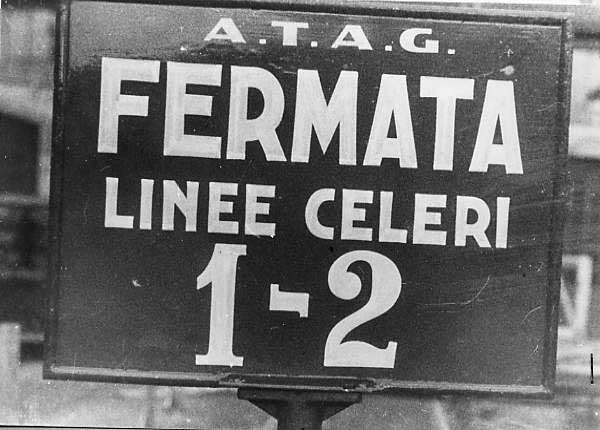 A.T.A.G.
FERMATA
LINEE CELERI
1-2